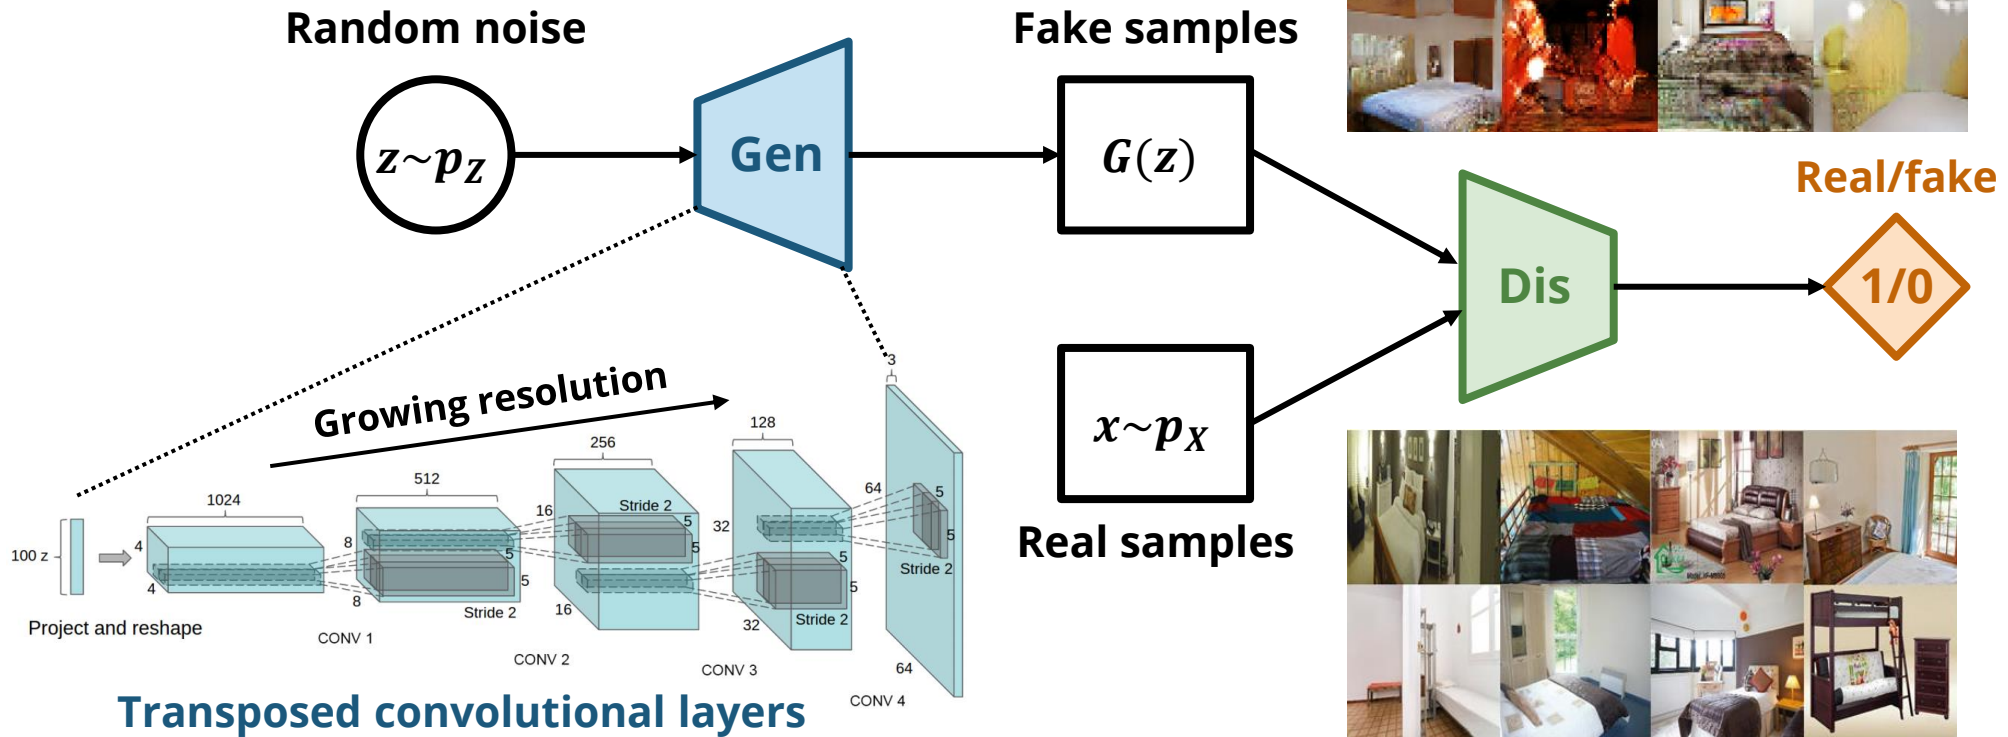 Random noise
z~p_Z
Gen
Fake samples
G(z)
Real/fake
1/0
Dis
x~p_X
Real samples
Growing resolution
100 z
Project and reshape
1024
4
4
512
8
8
5
5
Stride 2
CONV 1
256
16
16
Stride 2
5
5
CONV 2
128
32
32
5
5
Stride 2
CONV 3
3
64
64
5
5
Stride 2
CONV 4
Transposed convolutional layers